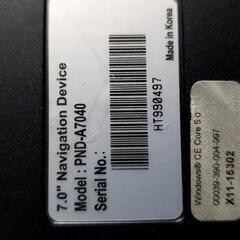 7.0" Navigation Device
Model : PND-A7040
Serial No.:
HT990497
Made in Korea
Windows® CE Core 5.0
00039-390-004-997
X11-15302